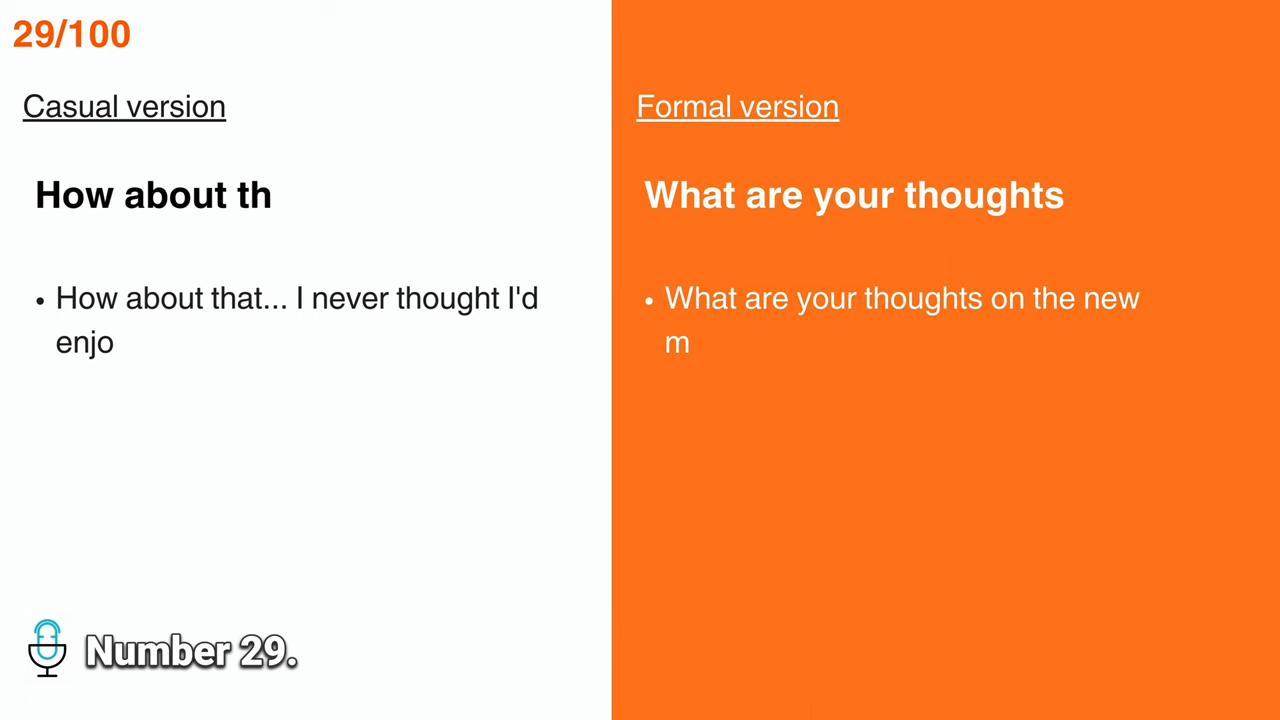 29/100
Casual version
How about th
• How about that... I never thought I'd
enjo
Formal version
What are your thoughts
• What are your thoughts on the new
m
Number 29.